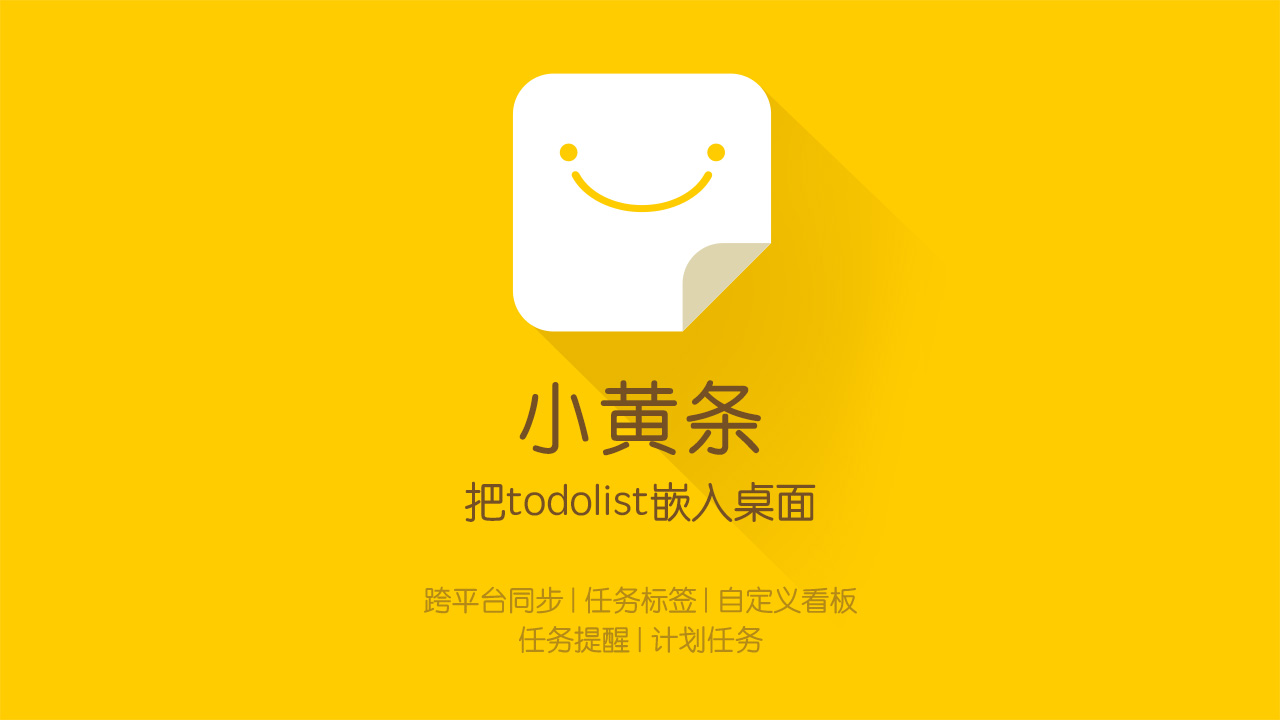 小黄条
把todolist嵌入桌面
跨平台同步 | 任务标签 | 自定义看板
任务提醒 | 计划任务